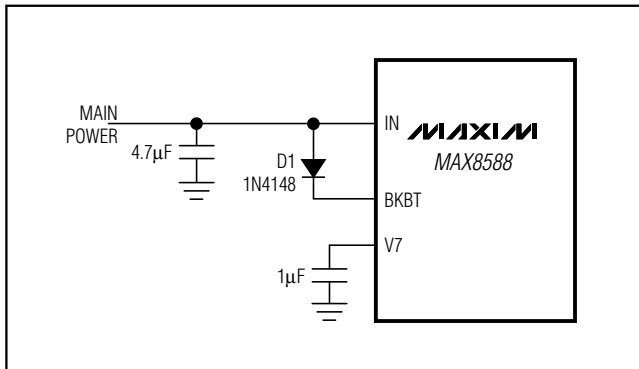 MAIN
POWER
4.7µF
D1
1N4148
1µF
IN
MAXIM
MAX8588
BKBT
V7